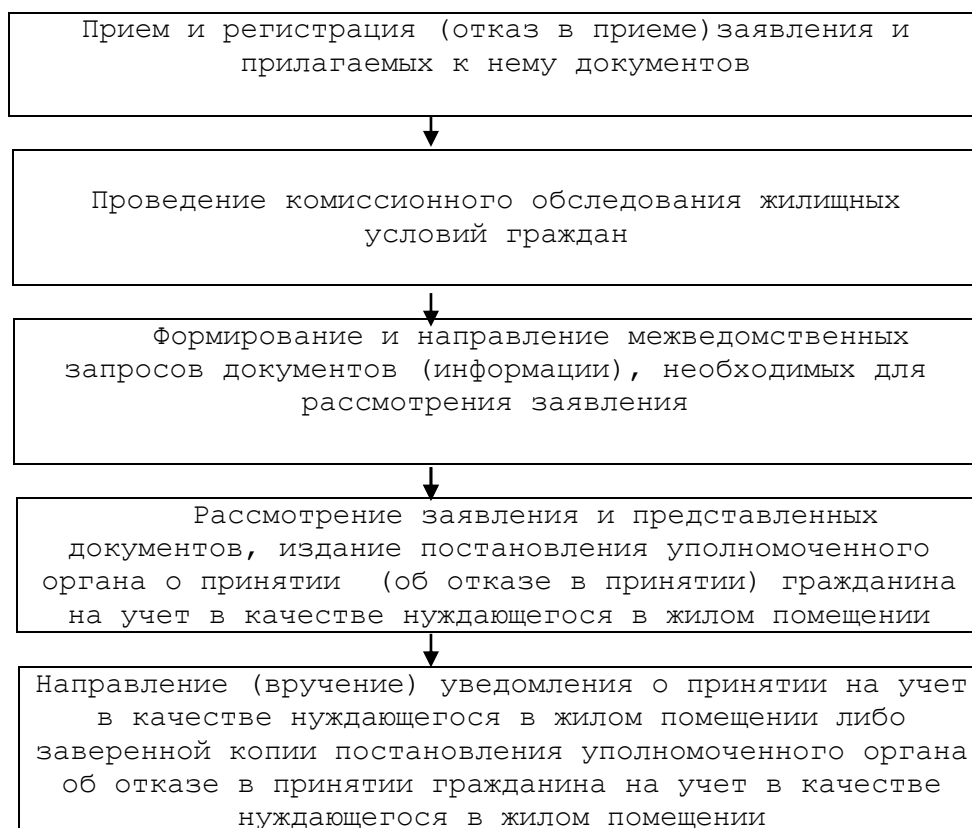 Прием и регистрация (отказ в приеме)заявления и
прилагаемых к нему документов
Проведение комиссионного обследования жилищных
условий граждан
Формирование и направление межведомственных
запросов документов (информации), необходимых для
рассмотрения заявления
Рассмотрение заявления и представленных
документов, издание постановления уполномоченного
органа о принятии (об отказе в принятии) гражданина
на учет в качестве нуждающегося в жилом помещении
Направление (вручение) уведомления о принятии на учет
в качестве нуждающегося в жилом помещении либо
заверенной копии постановления уполномоченного органа
об отказе в принятии гражданина на учет в качестве
нуждающегося в жилом помещении